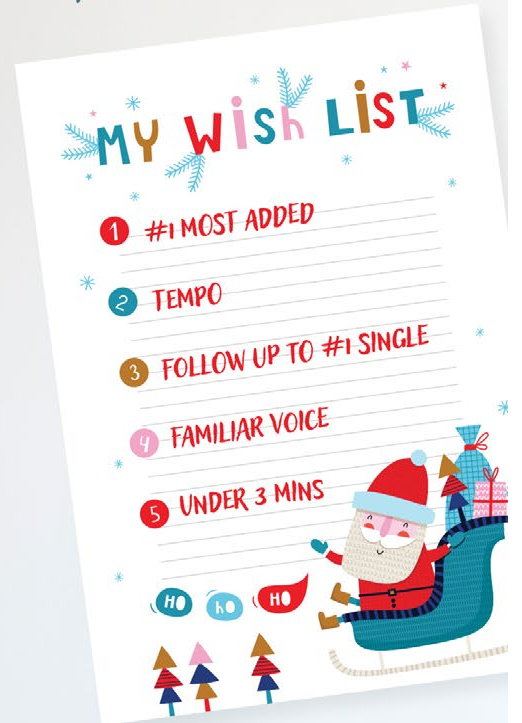 MY WISh LiST
1 #1 MOST ADDED
2 TEMPO
3 FOLLOW UP TO #1 SINGLE
4 FAMILIAR VOICE
5 UNDER 3 MINS
HO hO HO